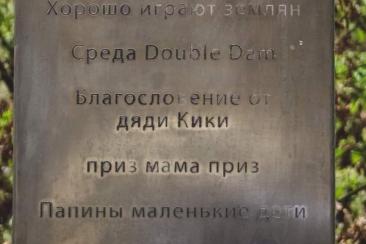 Хорошо играют землян
Среда Double Dam
Благословение от
дяди Кики
приз мама приз
Папины маленькие дети